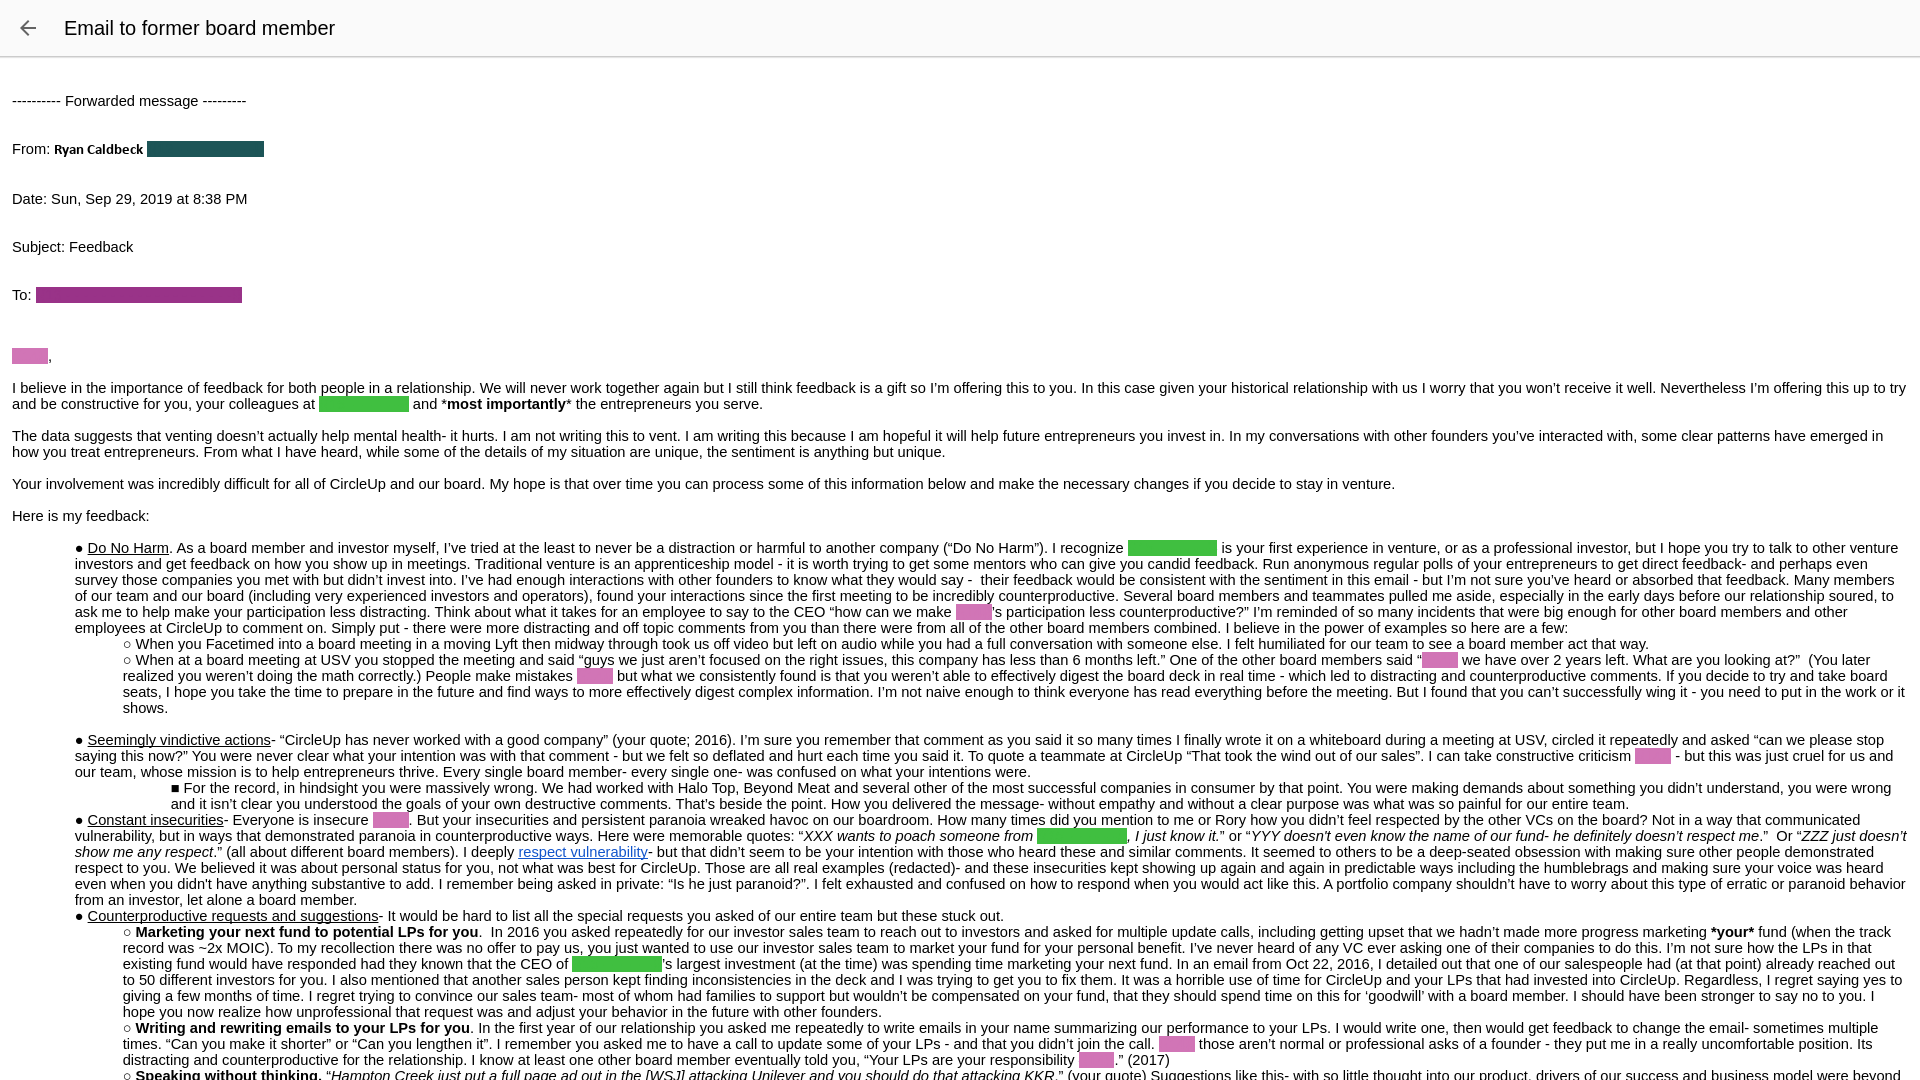 Email to former board member
---------- Forwarded message ---------
From: Ryan Caldbeck
Date: Sun, Sep 29, 2019 at 8:38 PM
Subject: Feedback
To:
,
I believe in the importance of feedback for both people in a relationship. We will never work together again but I still think feedback is a gift so I’m offering this to you. In this case given your historical relationship with us I worry that you won’t receive it well. Nevertheless I’m offering this up to try
and be constructive for you, your colleagues at and *most importantly* the entrepreneurs you serve.
The data suggests that venting doesn’t actually help mental health- it hurts. I am not writing this to vent. I am writing this because I am hopeful it will help future entrepreneurs you invest in. In my conversations with other founders you’ve interacted with, some clear patterns have emerged in
how you treat entrepreneurs. From what I have heard, while some of the details of my situation are unique, the sentiment is anything but unique.
Your involvement was incredibly difficult for all of CircleUp and our board. My hope is that over time you can process some of this information below and make the necessary changes if you decide to stay in venture.
Here is my feedback:
● Do No Harm. As a board member and investor myself, I’ve tried at the least to never be a distraction or harmful to another company (“Do No Harm”). I recognize is your first experience in venture, or as a professional investor, but I hope you try to talk to other venture
investors and get feedback on how you show up in meetings. Traditional venture is an apprenticeship model - it is worth trying to get some mentors who can give you candid feedback. Run anonymous regular polls of your entrepreneurs to get direct feedback- and perhaps even
survey those companies you met with but didn’t invest into. I’ve had enough interactions with other founders to know what they would say - their feedback would be consistent with the sentiment in this email - but I’m not sure you’ve heard or absorbed that feedback. Many members
of our team and our board (including very experienced investors and operators), found your interactions since the first meeting to be incredibly counterproductive. Several board members and teammates pulled me aside, especially in the early days before our relationship soured, to
ask me to help make your participation less distracting. Think about what it takes for an employee to say to the CEO “how can we make ’s participation less counterproductive?” I’m reminded of so many incidents that were big enough for other board members and other
employees at CircleUp to comment on. Simply put - there were more distracting and off topic comments from you than there were from all of the other board members combined. I believe in the power of examples so here are a few:
○ When you Facetimed into a board meeting in a moving Lyft then midway through took us off video but left on audio while you had a full conversation with someone else. I felt humiliated for our team to see a board member act that way.
○ When at a board meeting at USV you stopped the meeting and said “guys we just aren’t focused on the right issues, this company has less than 6 months left.” One of the other board members said “ we have over 2 years left. What are you looking at?” (You later
realized you weren’t doing the math correctly.) People make mistakes but what we consistently found is that you weren’t able to effectively digest the board deck in real time - which led to distracting and counterproductive comments. If you decide to try and take board
seats, I hope you take the time to prepare in the future and find ways to more effectively digest complex information. I’m not naive enough to think everyone has read everything before the meeting. But I found that you can’t successfully wing it - you need to put in the work or it
shows.
● Seemingly vindictive actions- “CircleUp has never worked with a good company” (your quote; 2016). I’m sure you remember that comment as you said it so many times I finally wrote it on a whiteboard during a meeting at USV, circled it repeatedly and asked “can we please stop
saying this now?” You were never clear what your intention was with that comment - but we felt so deflated and hurt each time you said it. To quote a teammate at CircleUp “That took the wind out of our sales”. I can take constructive criticism - but this was just cruel for us and
our team, whose mission is to help entrepreneurs thrive. Every single board member- every single one- was confused on what your intentions were.
■ For the record, in hindsight you were massively wrong. We had worked with Halo Top, Beyond Meat and several other of the most successful companies in consumer by that point. You were making demands about something you didn’t understand, you were wrong
and it isn’t clear you understood the goals of your own destructive comments. That’s beside the point. How you delivered the message- without empathy and without a clear purpose was what was so painful for our entire team.
● Constant insecurities- Everyone is insecure . But your insecurities and persistent paranoia wreaked havoc on our boardroom. How many times did you mention to me or Rory how you didn’t feel respected by the other VCs on the board? Not in a way that communicated
vulnerability, but in ways that demonstrated paranoia in counterproductive ways. Here were memorable quotes: “XXX wants to poach someone from , I just know it.” or “YYY doesn't even know the name of our fund- he definitely doesn’t respect me.” Or “ZZZ just doesn’t
show me any respect.” (all about different board members). I deeply respect vulnerability- but that didn’t seem to be your intention with those who heard these and similar comments. It seemed to others to be a deep-seated obsession with making sure other people demonstrated
respect to you. We believed it was about personal status for you, not what was best for CircleUp. Those are all real examples (redacted)- and these insecurities kept showing up again and again in predictable ways including the humblebrags and making sure your voice was heard
even when you didn't have anything substantive to add. I remember being asked in private: “Is he just paranoid?”. I felt exhausted and confused on how to respond when you would act like this. A portfolio company shouldn’t have to worry about this type of erratic or paranoid behavior
from an investor, let alone a board member.
● Counterproductive requests and suggestions- It would be hard to list all the special requests you asked of our entire team but these stuck out.
○ Marketing your next fund to potential LPs for you. In 2016 you asked repeatedly for our investor sales team to reach out to investors and asked for multiple update calls, including getting upset that we hadn’t made more progress marketing *your* fund (when the track
record was ~2x MOIC). To my recollection there was no offer to pay us, you just wanted to use our investor sales team to market your fund for your personal benefit. I’ve never heard of any VC ever asking one of their companies to do this. I’m not sure how the LPs in that
existing fund would have responded had they known that the CEO of ’s largest investment (at the time) was spending time marketing your next fund. In an email from Oct 22, 2016, I detailed out that one of our salespeople had (at that point) already reached out
to 50 different investors for you. I also mentioned that another sales person kept finding inconsistencies in the deck and I was trying to get you to fix them. It was a horrible use of time for CircleUp and your LPs that had invested into CircleUp. Regardless, I regret saying yes to
giving a few months of time. I regret trying to convince our sales team- most of whom had families to support but wouldn’t be compensated on your fund, that they should spend time on this for ‘goodwill’ with a board member. I should have been stronger to say no to you. I
hope you now realize how unprofessional that request was and adjust your behavior in the future with other founders.
○ Writing and rewriting emails to your LPs for you. In the first year of our relationship you asked me repeatedly to write emails in your name summarizing our performance to your LPs. I would write one, then would get feedback to change the email- sometimes multiple
times. “Can you make it shorter” or “Can you lengthen it”. I remember you asked me to have a call to update some of your LPs - and that you didn’t join the call. those aren’t normal or professional asks of a founder - they put me in a really uncomfortable position. Its
distracting and counterproductive for the relationship. I know at least one other board member eventually told you, “Your LPs are your responsibility .” (2017)
○ Speaking without thinking. “Hampton Creek just put a full page ad out in the [WSJ] attacking Unilever and you should do that attacking KKR.” (your quote) Suggestions like this- with so little thought into our product, drivers of our success and business model were beyond